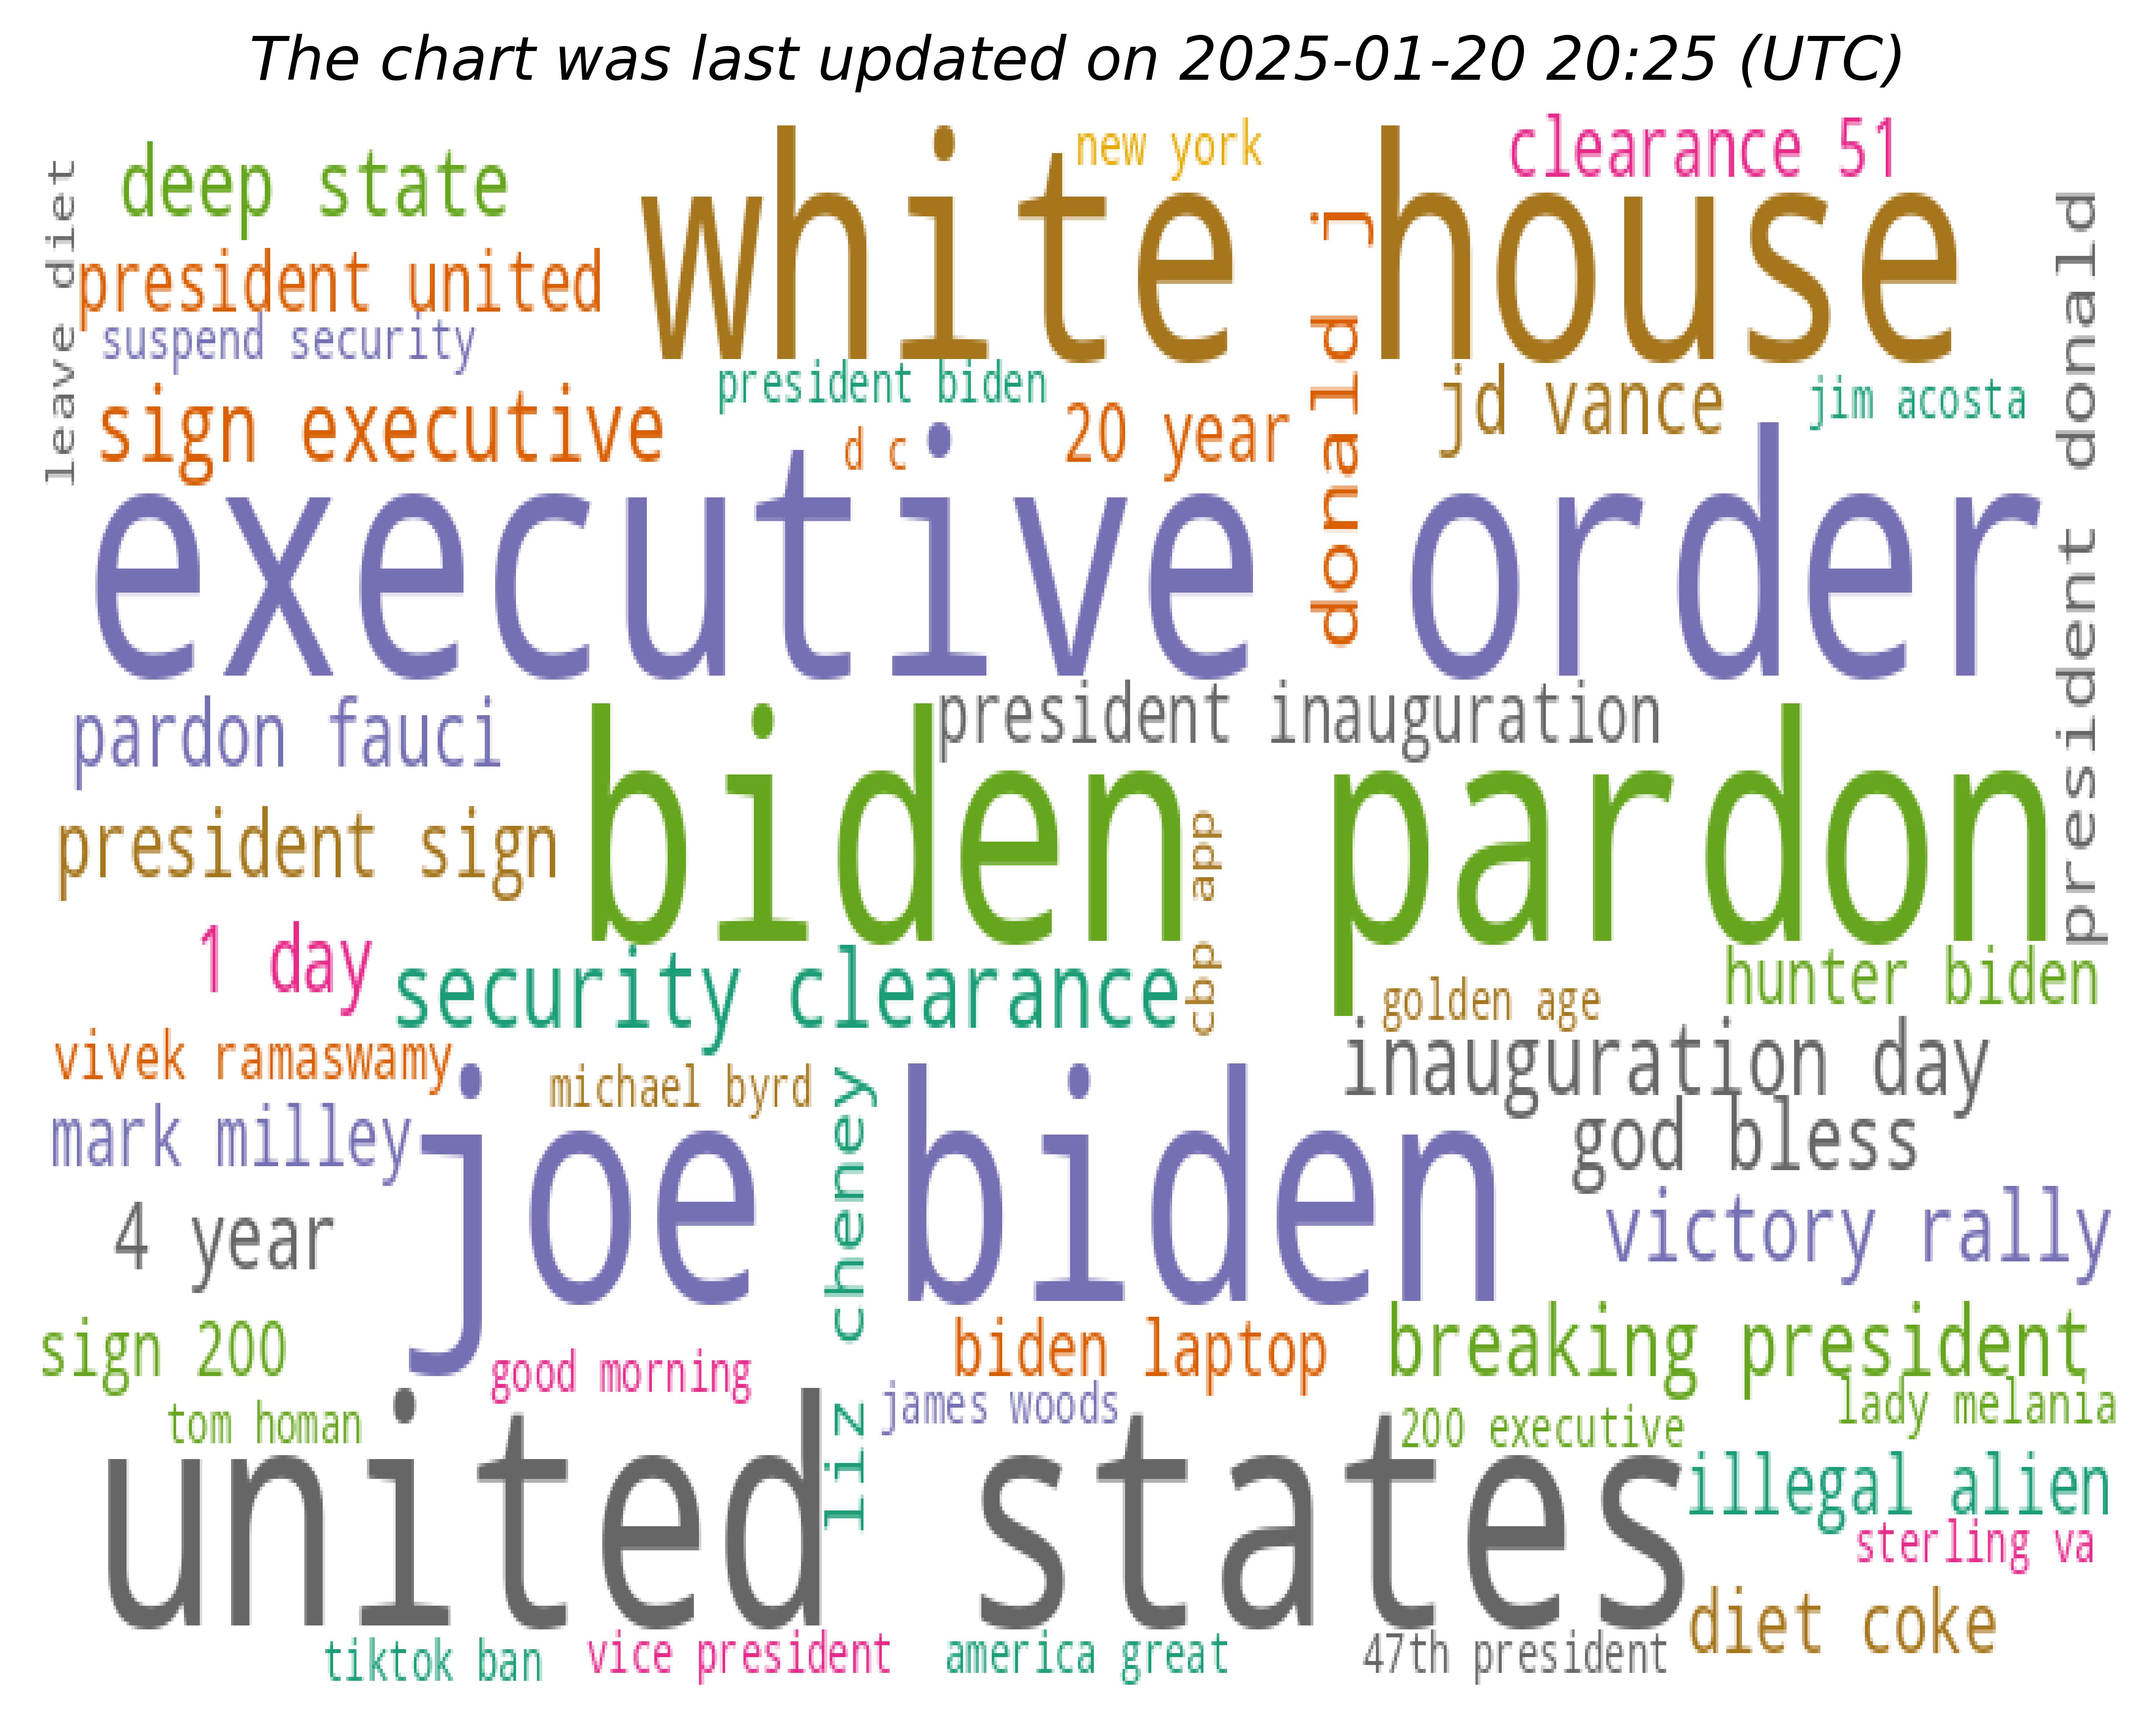 The chart was last updated on 2025-01-20 20:25 (UTC)
new york
clearance 51
deep state
white house
leave diet
president united
donald j
president donald
suspend security
president biden
jd vance
jim acosta
sign executive
d c
20 year
executive order
pardon fauci
president inauguration
biden pardon
president sign
cbp app
1 day
security clearance
golden age
hunter biden
vivek ramaswamy
michael byrd
inauguration day
mark milley
joe biden
liz cheney
god bless
4 year
victory rally
sign 200
good morning
biden laptop
breaking president
tom homan
james woods
200 executive
lady melania
united states
illegal alien
sterling va
diet coke
tiktok ban
vice president
america great
47th president